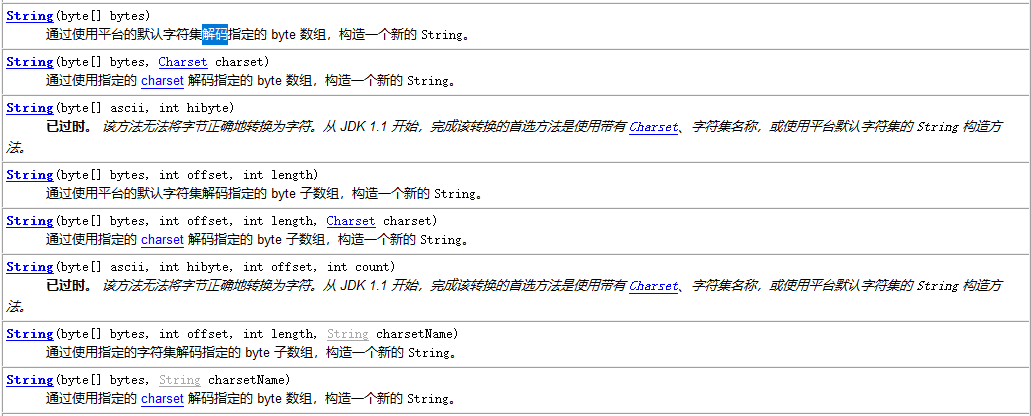 String(byte[] bytes)
通过使用平台的默认字符集解码指定的 byte 数组，构造一个新的 String。
String(byte[] bytes, Charset charset)
通过使用指定的 charset 解码指定的 byte 数组，构造一个新的 String。
String(byte[] ascii, int hibyte)
已过时。 该方法无法将字节正确地转换为字符。从 JDK 1.1 开始，完成该转换的首选方法是使用带有 Charset、字符集名称，或使用平台默认字符集的 String 构造方
法。
String(byte[] bytes, int offset, int length)
通过使用平台的默认字符集解码指定的 byte 子数组，构造一个新的 String。
String(byte[] bytes, int offset, int length, Charset charset)
通过使用指定的 charset 解码指定的 byte 子数组，构造一个新的 String。
String(byte[] ascii, int hibyte, int offset, int count)
已过时。 该方法无法将字节正确地转换为字符。从 JDK 1.1 开始，完成该转换的首选方法是使用带有 Charset、字符集名称，或使用平台默认字符集的 String 构造方
法。
String(byte[] bytes, int offset, int length, String charsetName)
通过使用指定的字符集解码指定的 byte 子数组，构造一个新的 String。
String(byte[] bytes, String charsetName)
通过使用指定的 charset 解码指定的 byte 数组，构造一个新的 String。